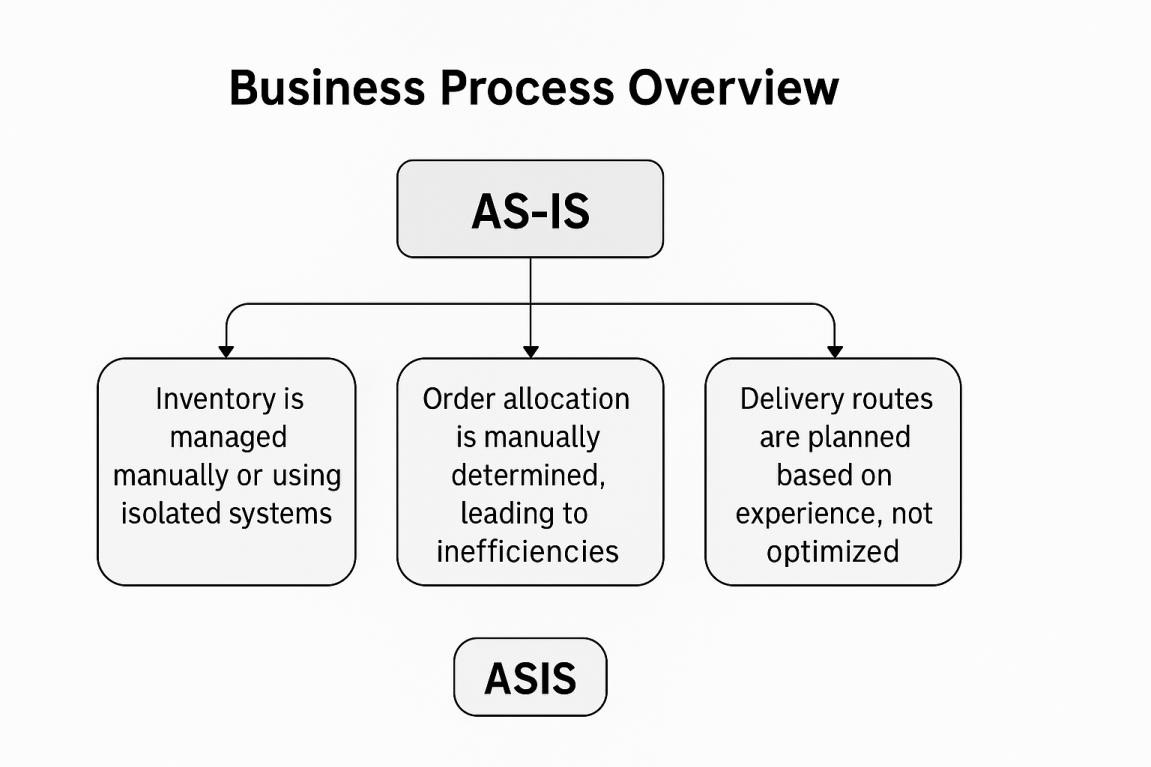 Business Process Overview
AS-IS
Inventory is
managed
manually or using
isolated systems
Order allocation
is manually
determined,
leading to
inefficiencies
Delivery routes
are planned
based on
experience, not
optimized
ASIS